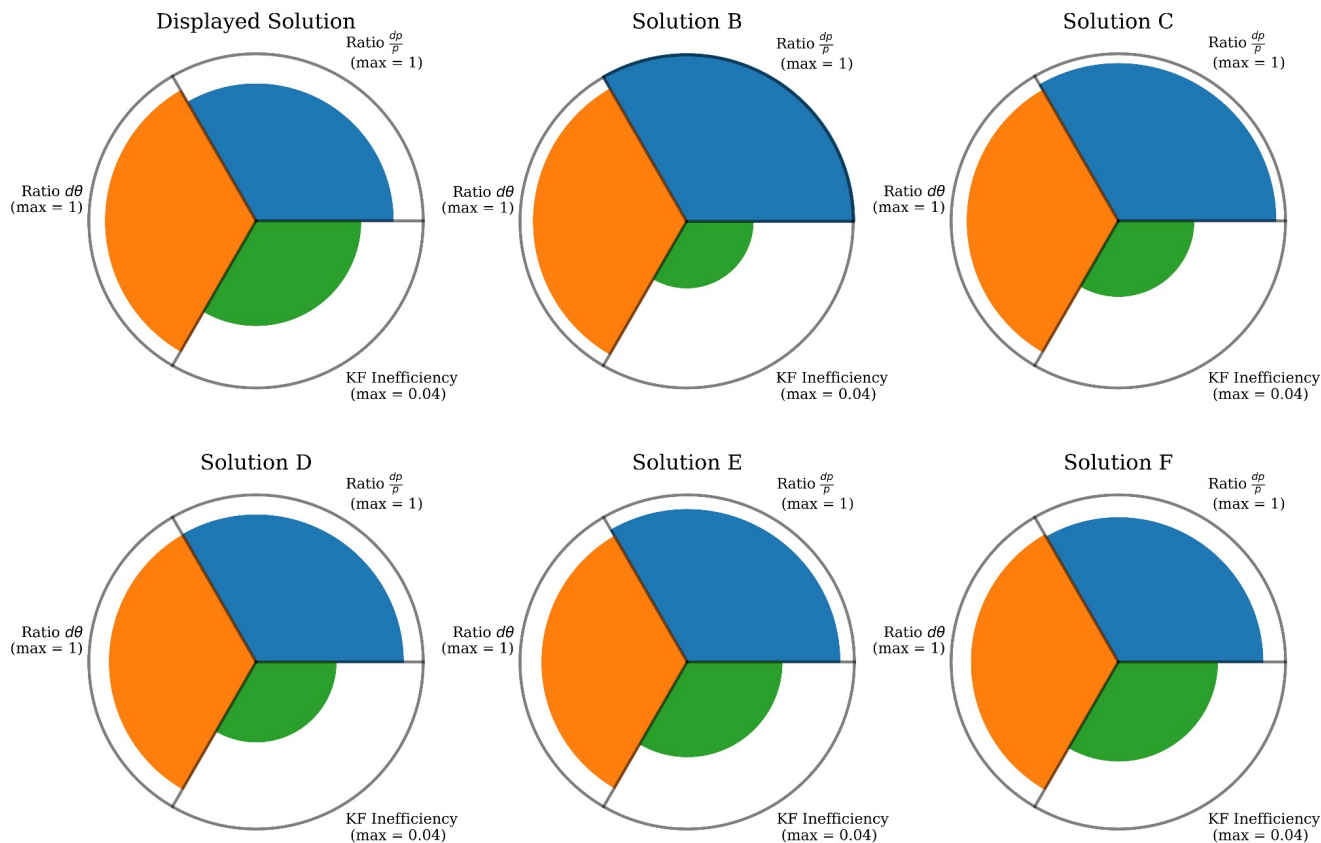 Displayed Solution
Ratio dp/p
(max = 1)
Ratio dθ
(max = 1)
KF Inefficiency
(max = 0.04)
Solution B
Ratio dp/p
(max = 1)
Ratio dθ
(max = 1)
KF Inefficiency
(max = 0.04)
Solution C
Ratio dp/p
(max = 1)
Ratio dθ
(max = 1)
KF Inefficiency
(max = 0.04)
Solution D
Ratio dp/p
(max = 1)
Ratio dθ
(max = 1)
KF Inefficiency
(max = 0.04)
Solution E
Ratio dp/p
(max = 1)
Ratio dθ
(max = 1)
KF Inefficiency
(max = 0.04)
Solution F
Ratio dp/p
(max = 1)
Ratio dθ
(max = 1)
KF Inefficiency
(max = 0.04)